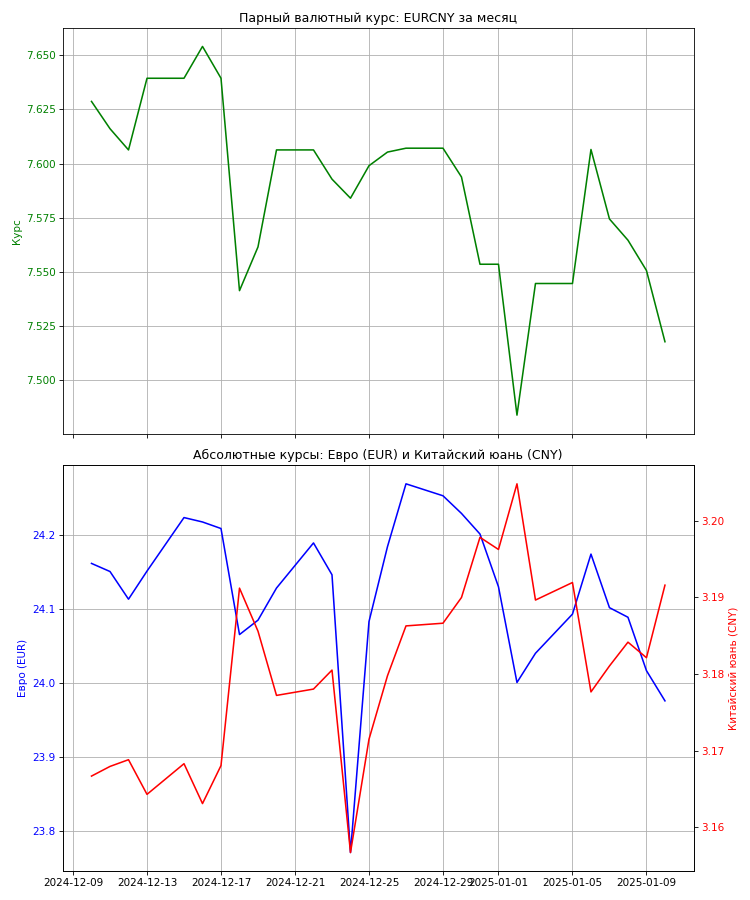 Парный валютный курс: EURCNY за месяц
7.650
7.625
7.600
7.575
7.550
7.525
7.500
Курс
Абсолютные курсы: Евро (EUR) и Китайский юань (CNY)
24.2
24.1
24.0
23.9
23.8
Евро (EUR)
3.20
3.19
3.18
3.17
3.16
Китайский юань (CNY)
2024-12-09 2024-12-13 2024-12-17 2024-12-21 2024-12-25 2024-12-29 2025-01-01 2025-01-05 2025-01-09